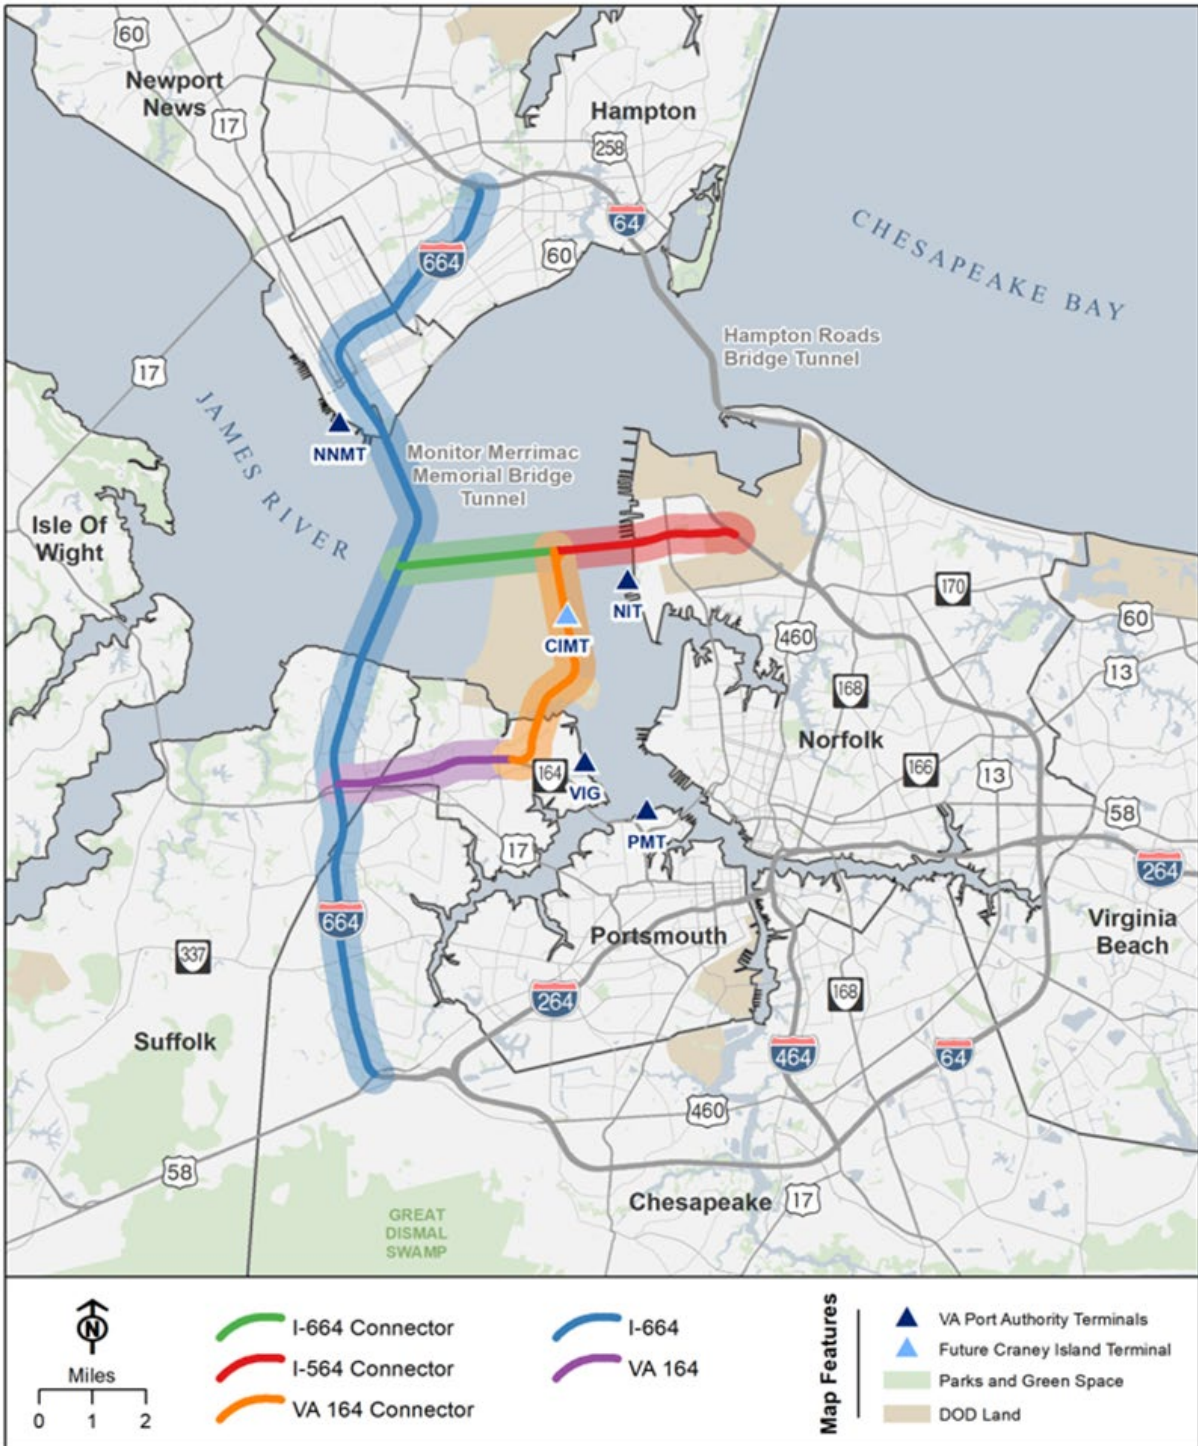 60
Newport
News
17
Hampton
258
64
664
60
CHESAPEAKE BAY
Hampton Roads
Bridge Tunnel
17
JAMES RIVER
NNMT
Monitor Merrimac
Memorial Bridge
Tunnel
Isle Of
Wight
NIT
170
CIMT
460
60
13
168
Norfolk
164
VIG
166
13
58
PMT
17
264
664
Portsmouth
Virginia
Beach
337
264
168
Suffolk
464
64
460
58
Chesapeake
17
GREAT
DISMAL
SWAMP
N
Miles
0 1 2
I-664 Connector
I-564 Connector
VA 164 Connector
I-664
VA 164
Map Features
VA Port Authority Terminals
Future Craney Island Terminal
Parks and Green Space
DOD Land